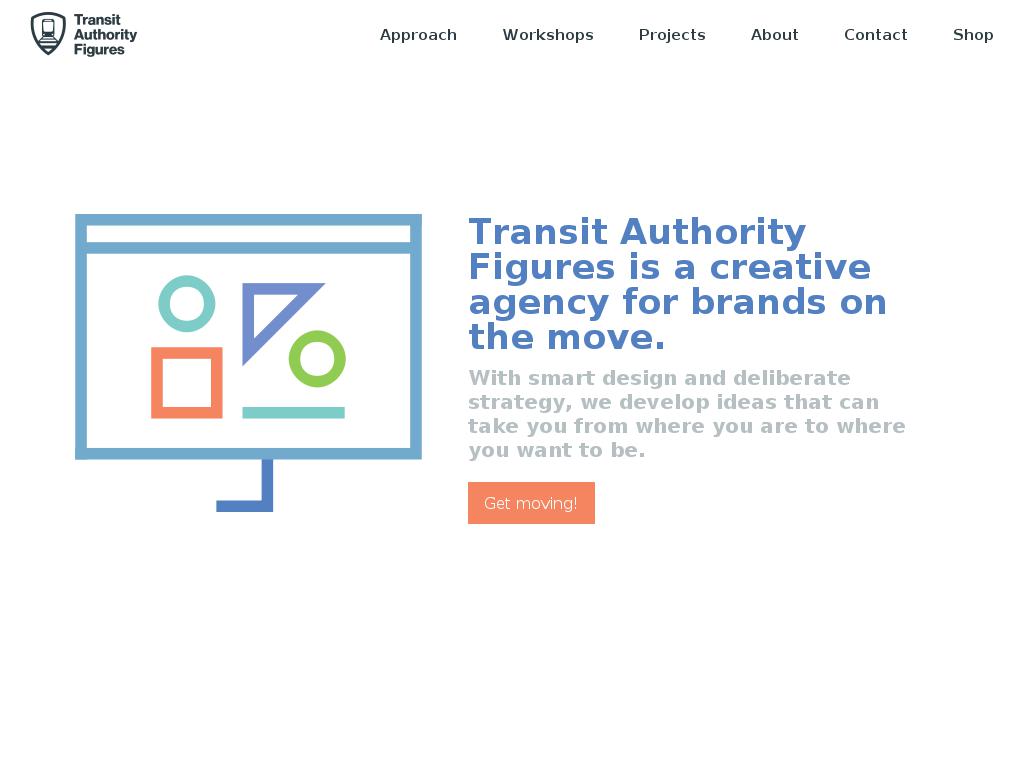 Transit
Authority
Figures
Approach Workshops Projects About Contact Shop
Transit Authority
Figures is a creative
agency for brands on
the move.
With smart design and deliberate
strategy, we develop ideas that can
take you from where you are to where
you want to be.
Get moving!